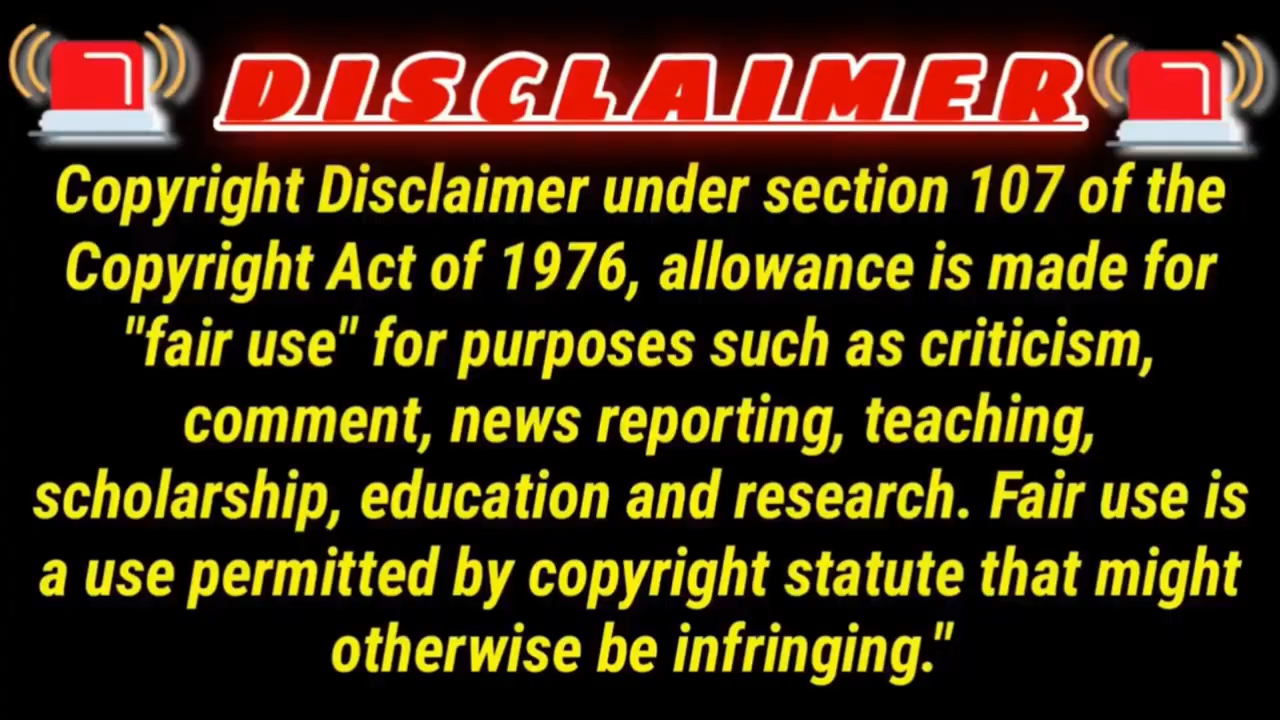 DISCLAIMER
Copyright Disclaimer under section 107 of the
Copyright Act of 1976, allowance is made for
"fair use" for purposes such as criticism,
comment, news reporting, teaching,
scholarship, education and research. Fair use is
a use permitted by copyright statute that might
otherwise be infringing."